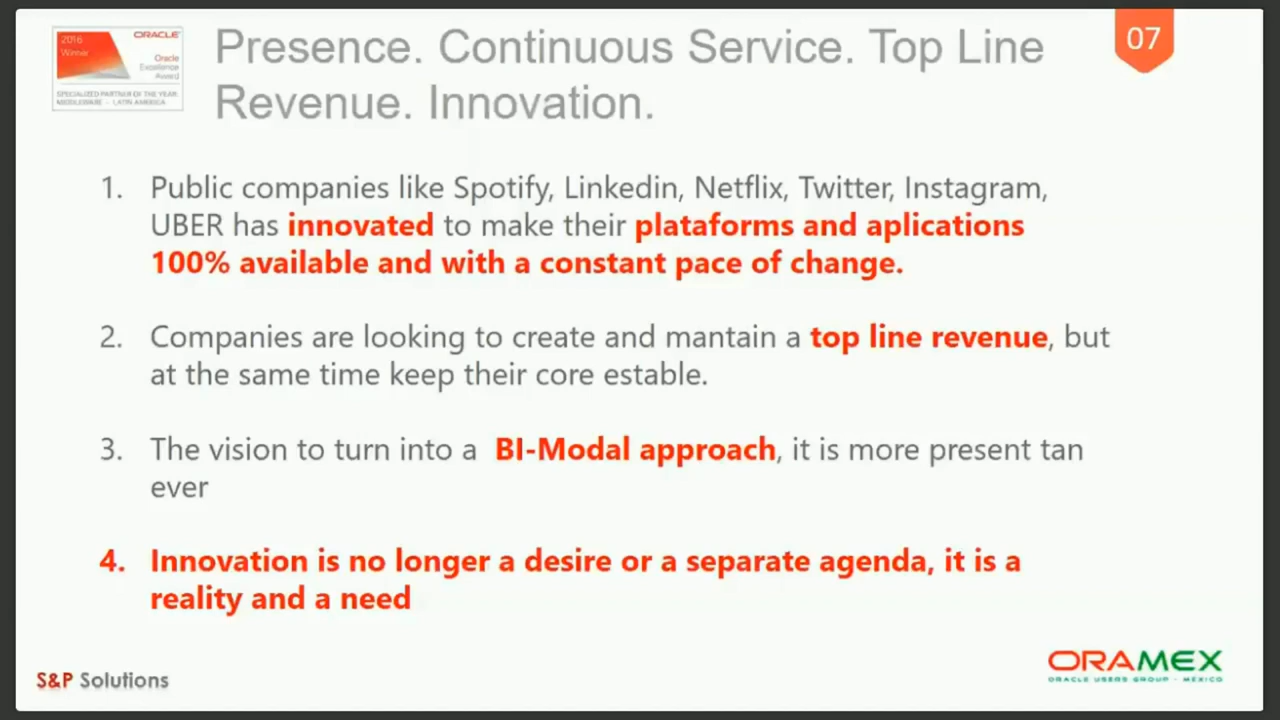 2016
Winner
ORACLE
Oracle
Excellence
Award
SPECIALIZED PARTNER OF THE YEAR
MIDDLEWARE - LATIN AMERICA
Presence. Continuous Service. Top Line
Revenue. Innovation.
07
1. Public companies like Spotify, Linkedin, Netflix, Twitter, Instagram,
UBER has innovated to make their plataforms and aplications
100% available and with a constant pace of change.
2. Companies are looking to create and mantain a top line revenue, but
at the same time keep their core estable.
3. The vision to turn into a BI-Modal approach, it is more present tan
ever
4. Innovation is no longer a desire or a separate agenda, it is a
reality and a need
S&P Solutions
ORAMEX
ORACLE USERS GROUP - MEXICO